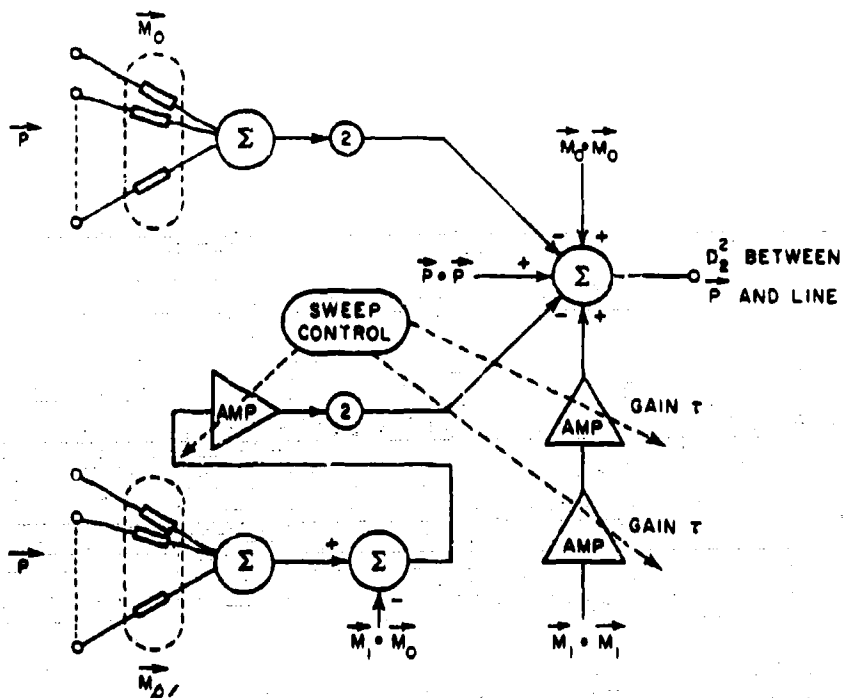 M₀
P
Σ
2
M₀ • M₀
-
+
P • P
+
Σ
D₂² BETWEEN
P AND LINE
-
+
SWEEP
CONTROL
AMP
2
GAIN τ
AMP
GAIN τ
AMP
P
Σ
+
Σ
-
M₁ • M₀
M₁ • M₁